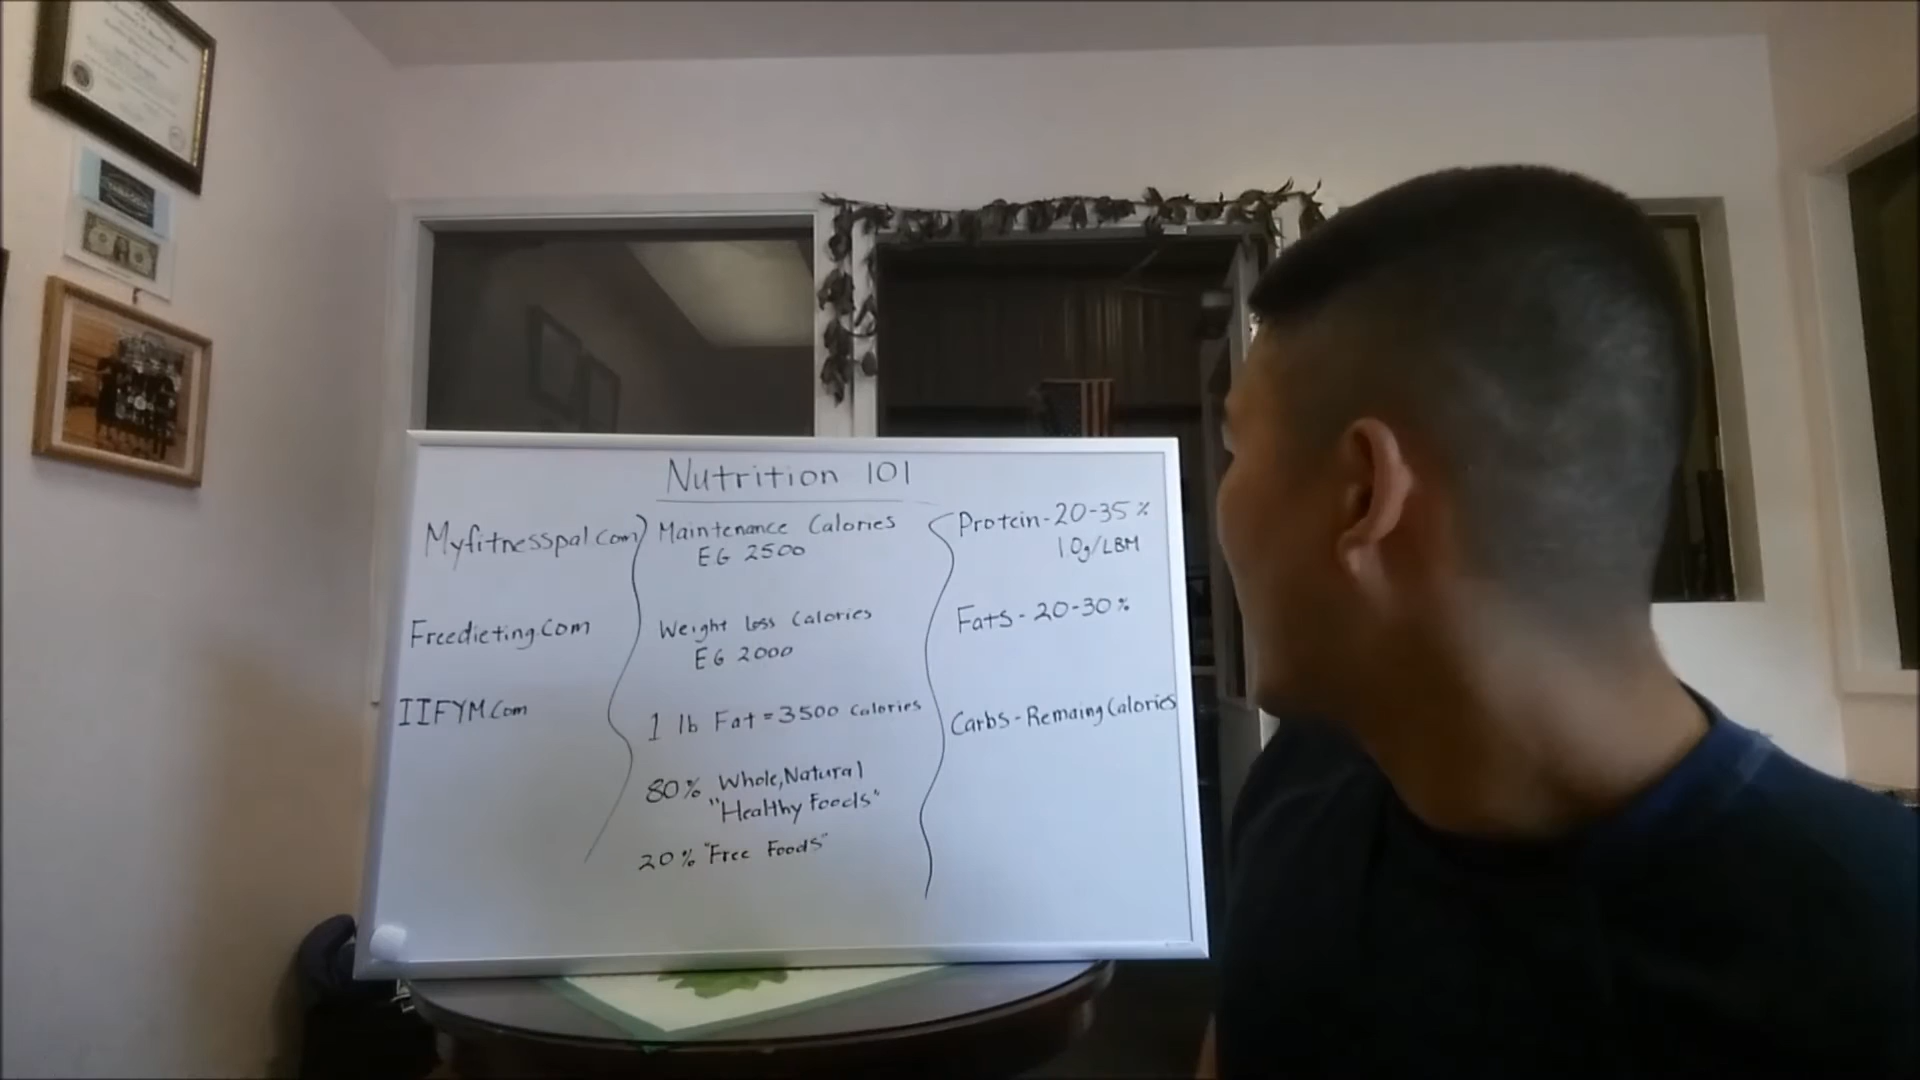 Nutrition 101
Myfitnesspal.com
Freedieting.com
IIFYM.com
Maintenance Calories
EG 2500
Weight loss Calories
EG 2000
1 lb Fat = 3500 calories
80% Whole, Natural
"Healthy Foods"
20% "Free Foods"
Protein - 20-35%
1.0g/LBM
Fats - 20-30%
Carbs - Remaing Calories